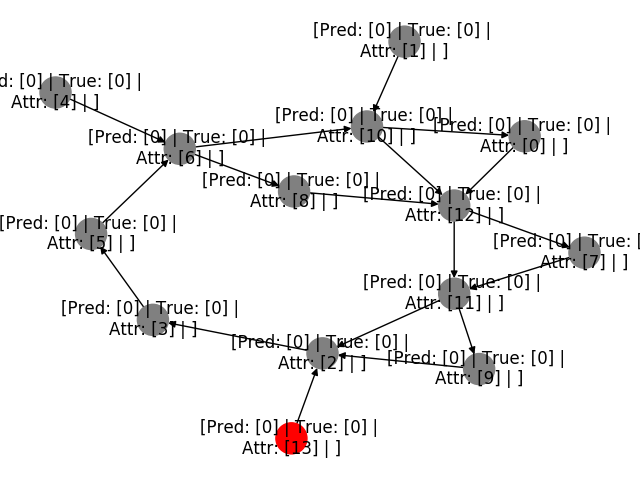 [Pred: [0] | True: [0] |
Attr: [1] | ]
d: [0] | True: [0] |
Attr: [4] | ]
[Pred: [0] | True: [0] |
Attr: [10] | ]
[Pred: [0] | True: [0] |
Attr: [0] | ]
[Pred: [0] | True: [0] |
Attr: [6] | ]
[Pred: [0] | True: [0] |
Attr: [8] | ]
[Pred: [0] | True: [0] |
Attr: [12] | ]
[Pred: [0] | True: [0] |
Attr: [5] | ]
[Pred: [0] | True: [
Attr: [7] | ]
[Pred: [0] | True: [0] |
Attr: [11] | ]
[Pred: [0] | True: [0] |
Attr: [3] | ]
[Pred: [0] | True: [0] |
Attr: [2] | ]
[Pred: [0] | True: [0] |
Attr: [9] | ]
[Pred: [0] | True: [0] |
Attr: [13] | ]